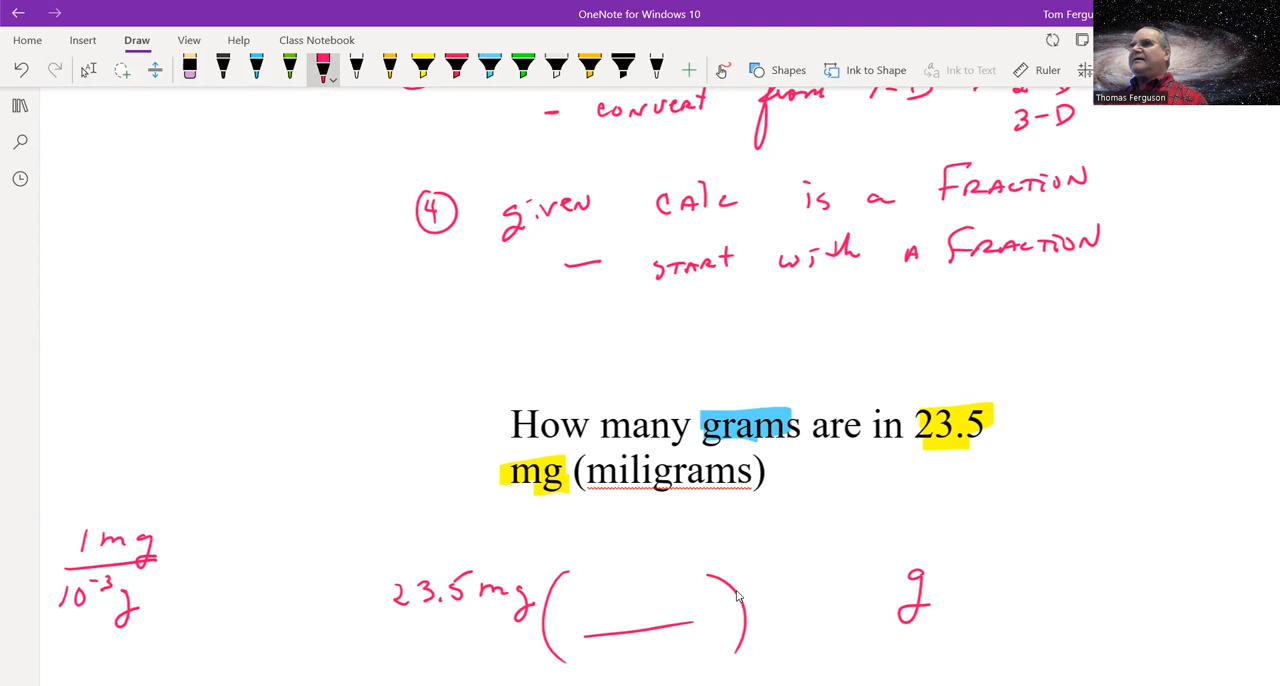 OneNote for Windows 10
Tom Fergu
Home Insert Draw View Help Class Notebook
Shapes Ink to Shape Ink to Text Ruler
Thomas Ferguson
- convert from
3-D
4 given calc is a FRACTION
- start with a FRACTION
How many grams are in 23.5
mg (miligrams)
1 mg
10⁻³ g
23.5 mg ( ) g